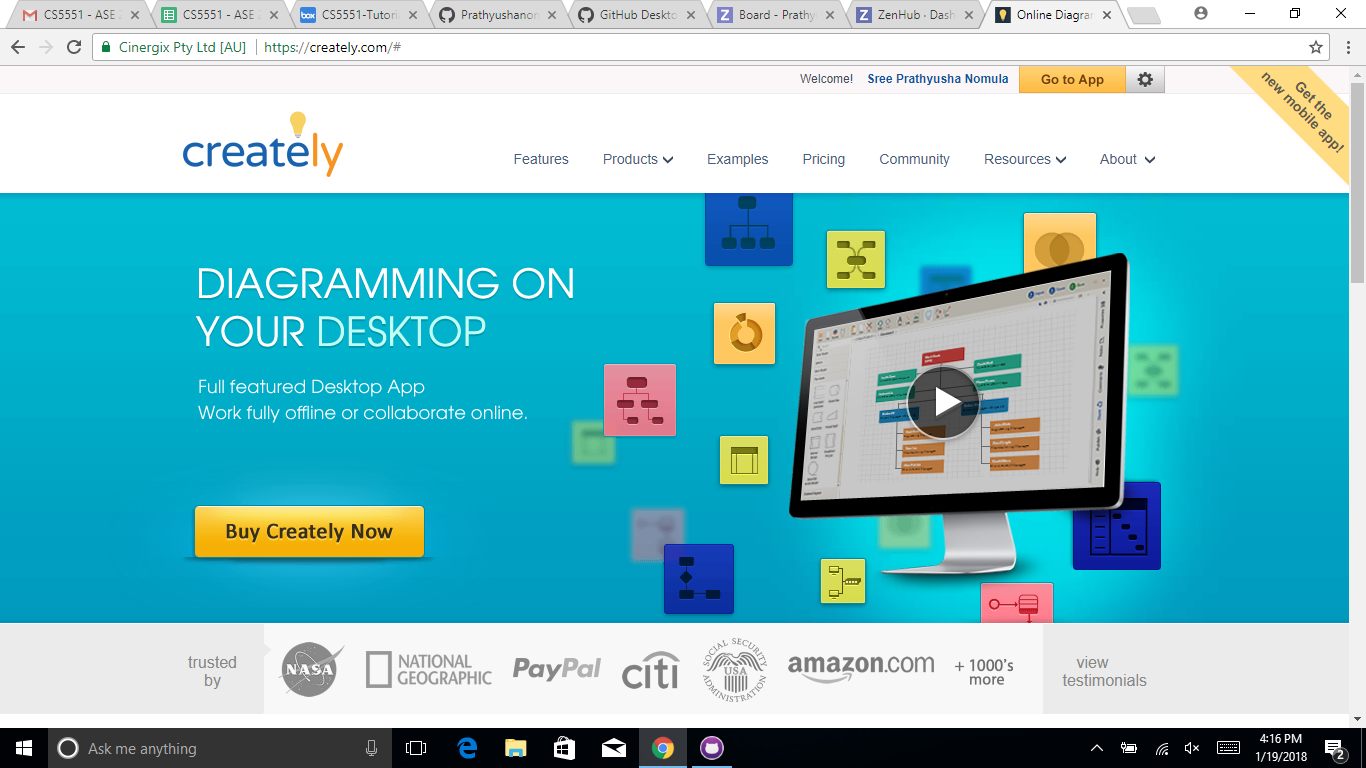 CS5551 - ASE 2
CS5551 - ASE 2
CS5551-Tutori
Prathyushanom
GitHub Deskto
Board - Prathy
ZenHub · Dash
Online Diagra
Cinergix Pty Ltd [AU]
https://creately.com/#
Welcome! Sree Prathyusha Nomula
Go to App
Get the
new mobile app!
creately
Features Products Examples Pricing Community Resources About
DIAGRAMMING ON
YOUR DESKTOP
Full featured Desktop App
Work fully offline or collaborate online.
Buy Creately Now
trusted
by
NASA
NATIONAL
GEOGRAPHIC
PayPal
citi
SOCIAL SECURITY
USA
ADMINISTRATION
amazon.com
+ 1000's
more
view
testimonials
Ask me anything
4:16 PM
1/19/2018
2